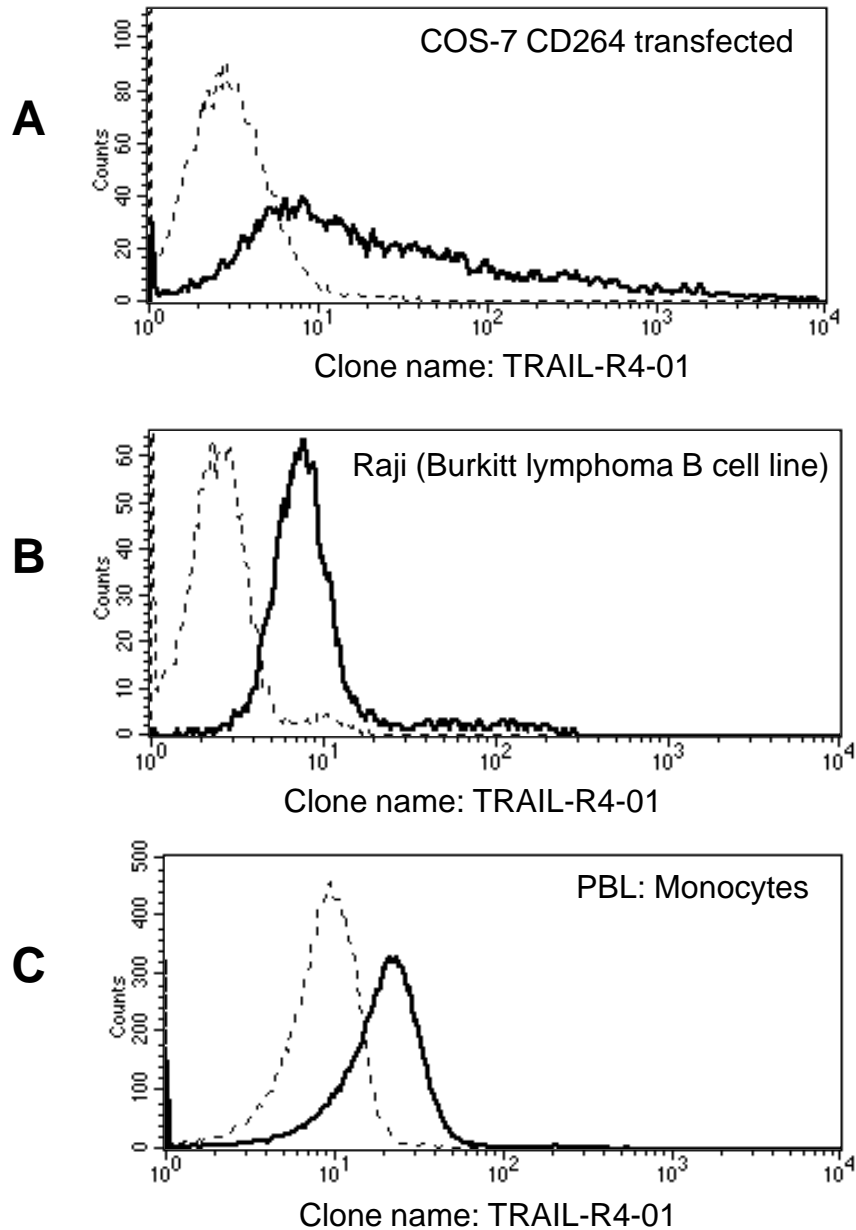 A
COS-7 CD264 transfected
Counts
100
80
60
40
20
0
10^0 10^1 10^2 10^3 10^4
Clone name: TRAIL-R4-01
B
Raji (Burkitt lymphoma B cell line)
Counts
60
50
40
30
20
10
0
10^0 10^1 10^2 10^3 10^4
Clone name: TRAIL-R4-01
C
PBL: Monocytes
Counts
500
400
300
200
100
0
10^0 10^1 10^2 10^3 10^4
Clone name: TRAIL-R4-01